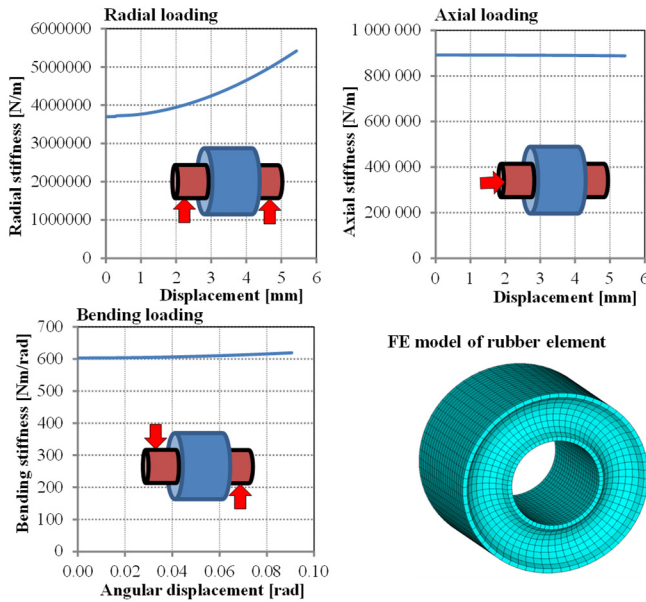 Radial loading
6000000
5000000
4000000
3000000
2000000
1000000
0
Radial stiffness [N/m]
0 1 2 3 4 5 6
Displacement [mm]
Axial loading
1 000 000
800 000
600 000
400 000
200 000
0
Axial stiffness [N/m]
0 1 2 3 4 5 6
Displacement [mm]
Bending loading
700
600
500
400
300
200
100
0
Bending stiffness [Nm/rad]
0.00 0.02 0.04 0.06 0.08 0.10
Angular displacement [rad]
FE model of rubber element